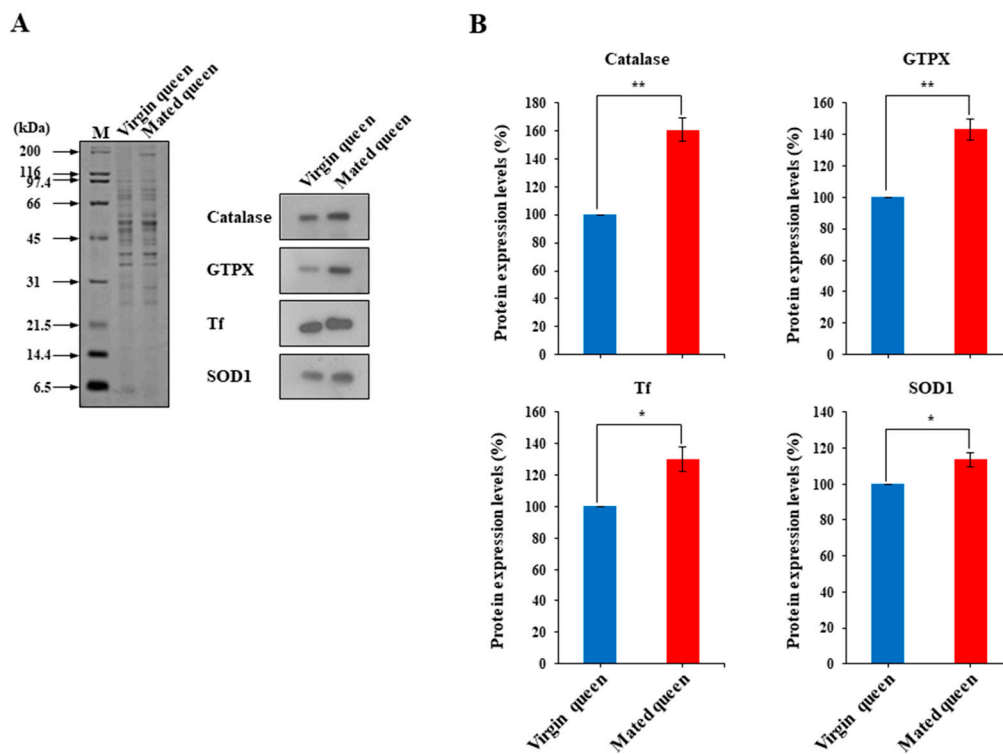 A
(kDa)
M
Virgin queen
Mated queen
200
116
97.4
66
45
31
21.5
14.4
6.5
Virgin queen
Mated queen
Catalase
GTPX
Tf
SOD1
B
Catalase
**
Protein expression levels (%)
180
160
140
120
100
80
60
40
20
0
GTPX
**
Protein expression levels (%)
160
140
120
100
80
60
40
20
0
Tf
*
Protein expression levels (%)
160
140
120
100
80
60
40
20
0
Virgin queen
Mated queen
SOD1
*
Protein expression levels (%)
140
120
100
80
60
40
20
0
Virgin queen
Mated queen